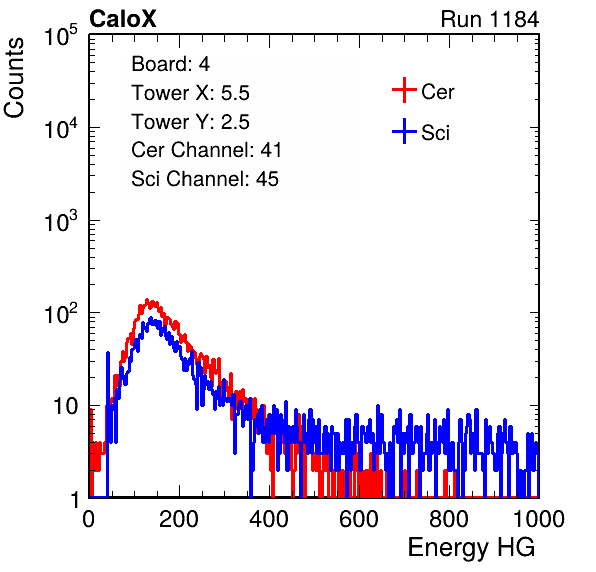 CaloX Run 1184
Counts
10^5
10^4
10^3
10^2
10
1
Board: 4
Tower X: 5.5
Tower Y: 2.5
Cer Channel: 41
Sci Channel: 45
Cer
Sci
0 200 400 600 800 1000
Energy HG